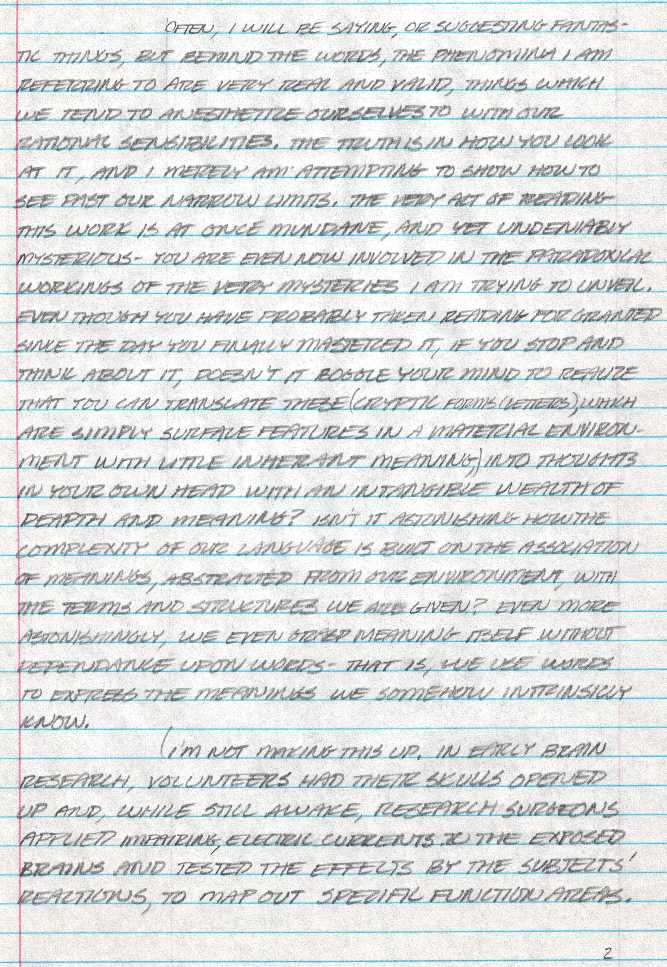 OFTEN, I WILL BE SAYING, OR SUGGESTING FANTAS-
TIC THINGS, BUT BEHIND THE WORDS, THE PHENOMINA I AM
REFERRING TO ARE VERY REAL AND VALID, THINGS WHICH
WE TEND TO ANESTHETIZE OURSELVES TO WITH OUR
RATIONAL SENSIBILITIES. THE TRUTH IS IN HOW YOU LOOK
AT IT, AND I MERELY AM ATTEMPTING TO SHOW HOW TO
SEE PAST OUR NARROW LIMITS. THE VERY ACT OF READING
THIS WORK IS AT ONCE MUNDANE, AND YET UNDENIABLY
MYSTERIOUS- YOU ARE EVEN NOW INVOLVED IN THE PARADOXICAL
WORKINGS OF THE VERY MYSTERIES I AM TRYING TO UNVEIL.
EVEN THOUGH YOU HAVE PROBABLY TAKEN READING FOR GRANTED
SINCE THE DAY YOU FINALLY MASTERED IT, IF YOU STOP AND
THINK ABOUT IT, DOESN'T IT BOGGLE YOUR MIND TO REALIZE
THAT YOU CAN TRANSLATE THESE (CRYPTIC FORMS (LETTERS), WHICH
ARE SIMPLY SURFACE FEATURES IN A MATERIAL ENVIRON-
MENT WITH LITTLE INHERANT MEANING,) INTO THOUGHTS
IN YOUR OWN HEAD WITH AN INTANGIBLE WEALTH OF
DEAPTH AND MEANING? ISN'T IT ASTONISHING HOW THE
COMPLEXITY OF OUR LANGUAGE IS BUILT ON THE ASSOCIATION
OF MEANINGS, ABSTRACTED FROM OUR ENVIRONMENT, WITH
THE TERMS AND STRUCTURES WE ARE GIVEN? EVEN MORE
ASTONISHINGLY, WE EVEN GRASP MEANING ITSELF WITHOUT
DEPENDANCE UPON WORDS- THAT IS, WE USE WORDS
TO EXPRESS THE MEANINGS WE SOMEHOW INTRINSICLY
KNOW.
(I'M NOT MAKING THIS UP. IN EARLY BRAIN
RESEARCH, VOLUNTEERS HAD THEIR SKULLS OPENED
UP AND, WHILE STILL AWAKE, RESEARCH SURGEONS
APPLIED IMPAIRING, ELECTRIC CURRENTS TO THE EXPOSED
BRAINS AND TESTED THE EFFECTS BY THE SUBJECTS'
REACTIONS, TO MAP OUT SPEZIFIC FUNCTION AREAS.
2